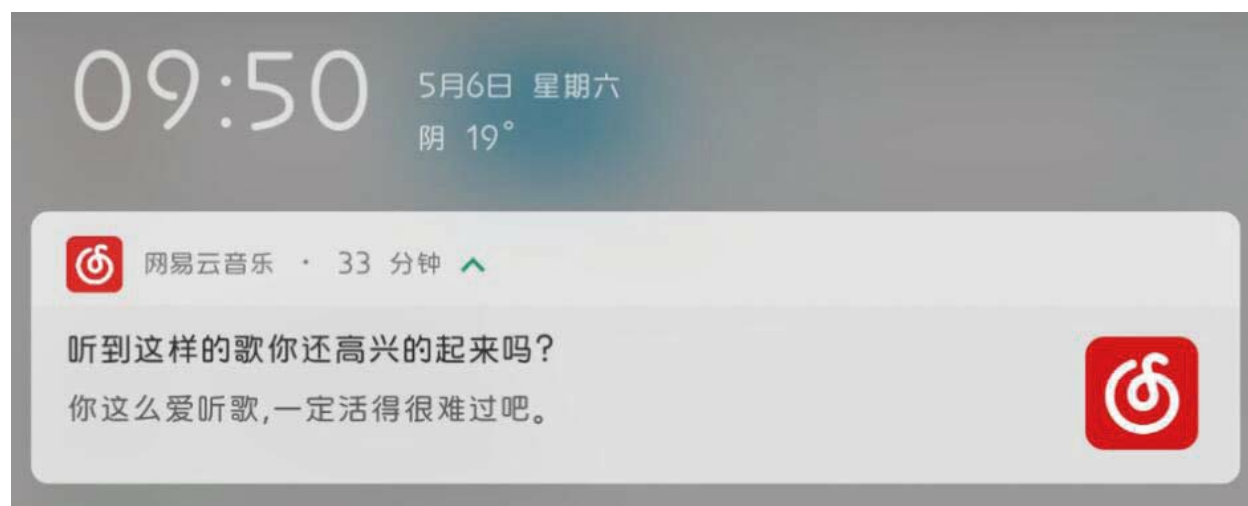 09:50
5月6日 星期六
阴 19°
网易云音乐 · 33 分钟
听到这样的歌你还高兴的起来吗?
你这么爱听歌,一定活得很难过吧。